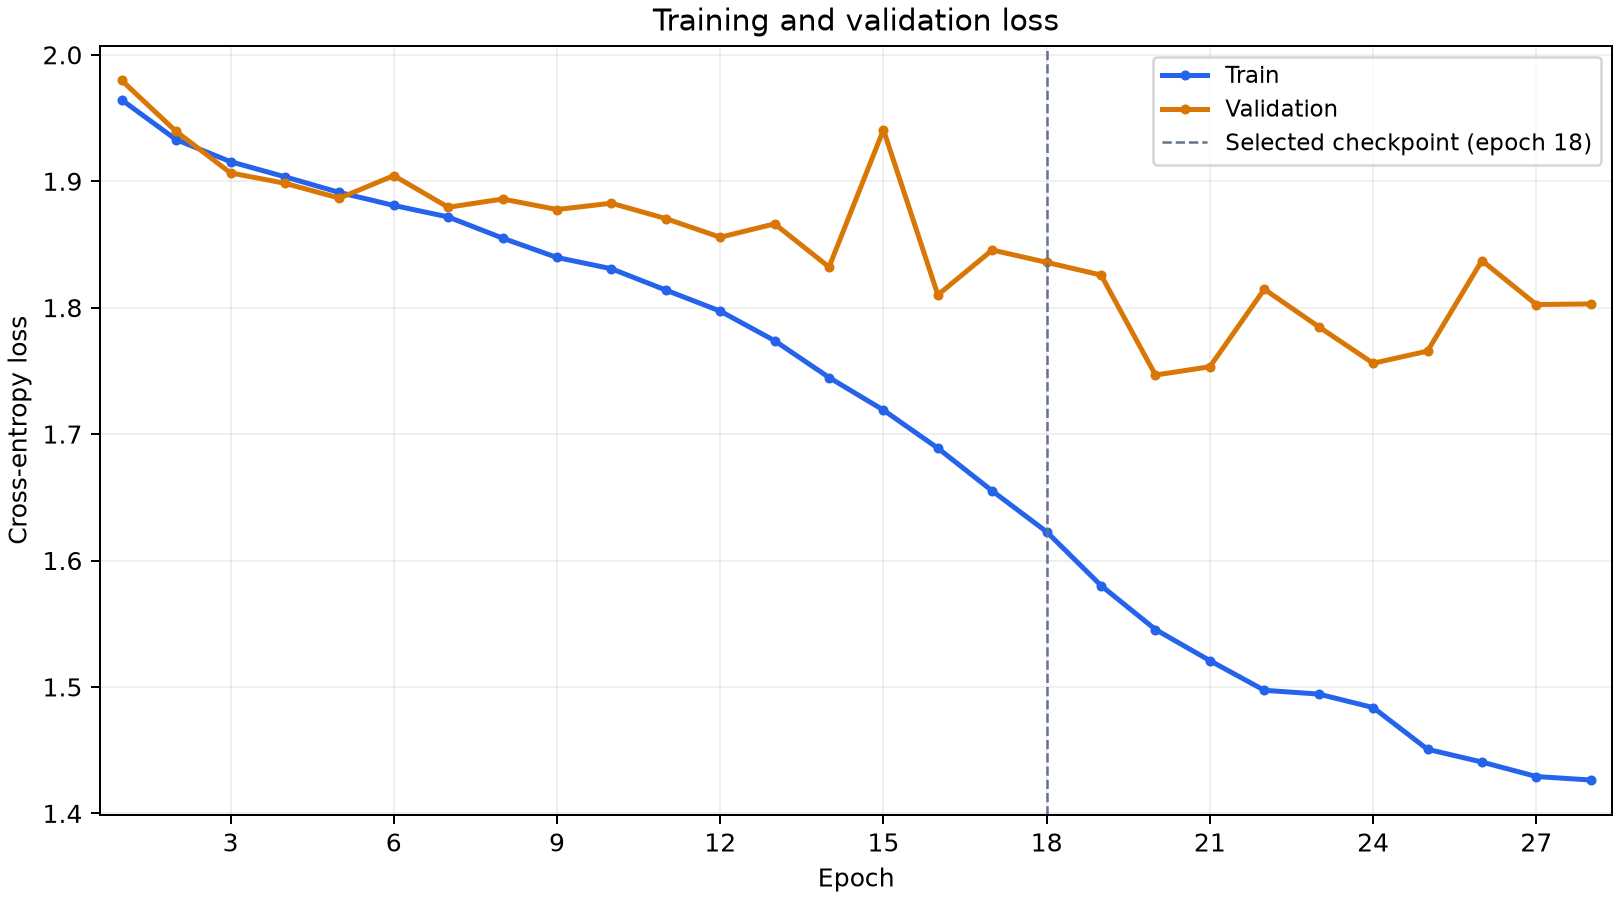 Training and validation loss
Train
Validation
Selected checkpoint (epoch 18)
Cross-entropy loss
2.0
1.9
1.8
1.7
1.6
1.5
1.4
3 6 9 12 15 18 21 24 27
Epoch